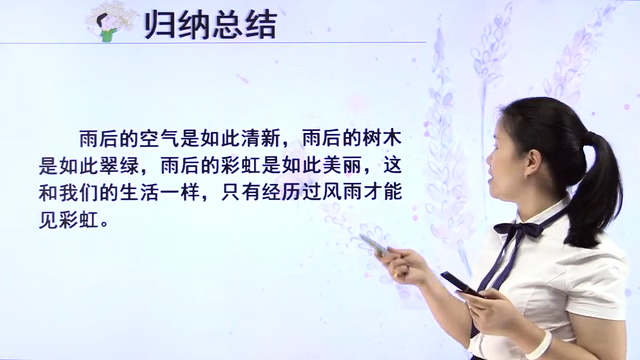 归纳总结
雨后的空气是如此清新，雨后的树木
是如此翠绿，雨后的彩虹是如此美丽，这
和我们的生活一样，只有经历过风雨才能
见彩虹。